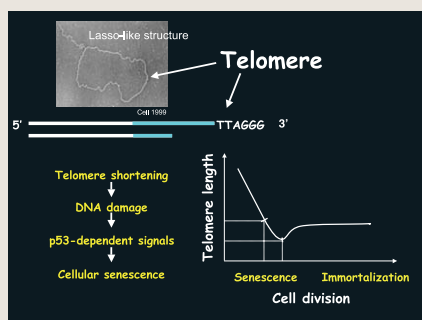 Lasso-like structure
Telomere
Cell 1999
5' TTAGGG 3'
Telomere shortening
DNA damage
p53-dependent signals
Cellular senescence
Telomere length
Senescence Immortalization
Cell division